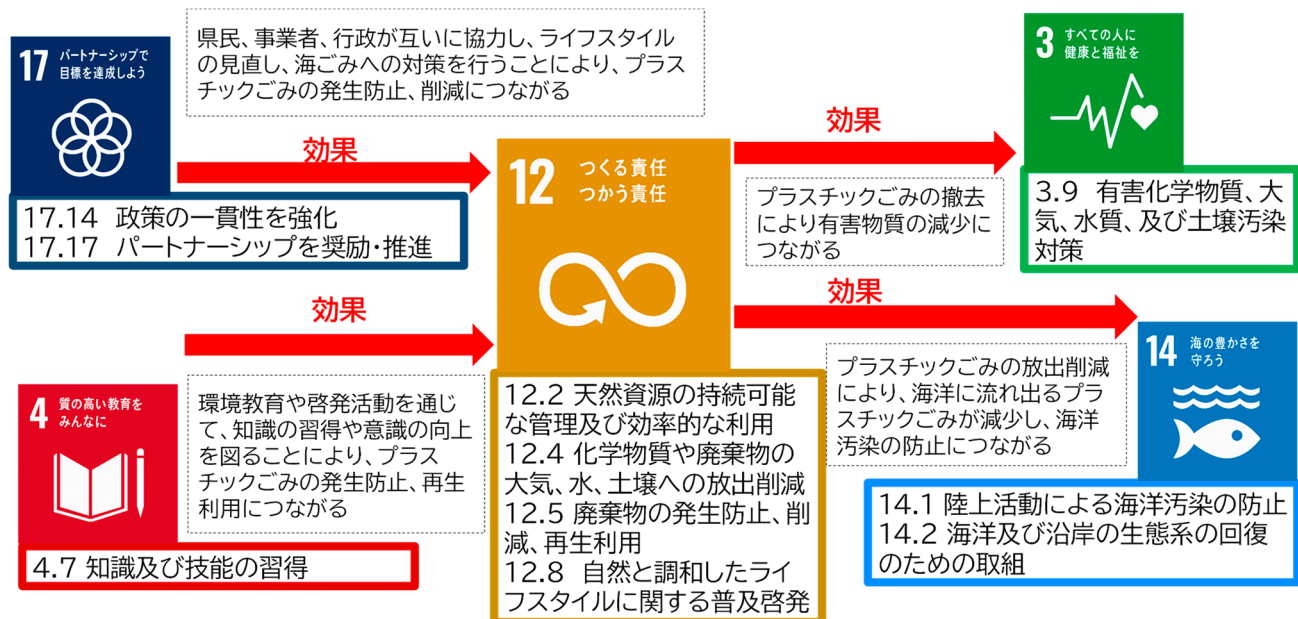 17 パートナーシップで
目標を達成しよう
県民、事業者、行政が互いに協力し、ライフスタイル
の見直し、海ごみへの対策を行うことにより、プラス
チックごみの発生防止、削減につながる
効果
17.14 政策の一貫性を強化
17.17 パートナーシップを奨励・推進
効果
4 質の高い教育を
みんなに
環境教育や啓発活動を通じ
て、知識の習得や意識の向上
を図ることにより、プラス
チックごみの発生防止、再生
利用につながる
4.7 知識及び技能の習得
12 つくる責任
つかう責任
12.2 天然資源の持続可能
な管理及び効率的な利用
12.4 化学物質や廃棄物の
大気、水、土壌への放出削減
12.5 廃棄物の発生防止、削
減、再生利用
12.8 自然と調和したライ
フスタイルに関する普及啓発
効果
プラスチックごみの撤去
により有害物質の減少に
つながる
3 すべての人に
健康と福祉を
3.9 有害化学物質、大
気、水質、及び土壌汚染
対策
効果
プラスチックごみの放出削減
により、海洋に流れ出るプラ
スチックごみが減少し、海洋
汚染の防止につながる
14 海の豊かさを
守ろう
14.1 陸上活動による海洋汚染の防止
14.2 海洋及び沿岸の生態系の回復
のための取組